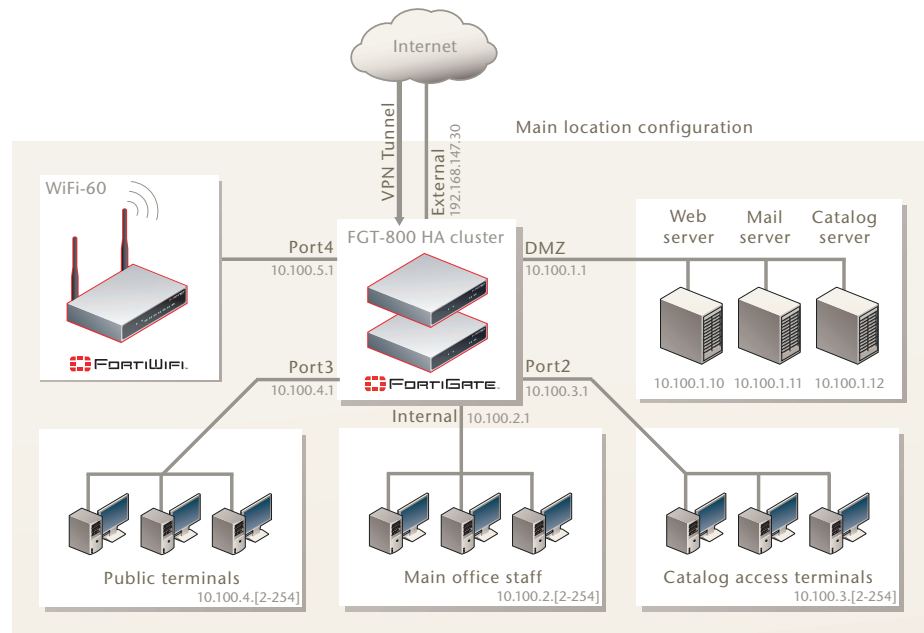 Internet
Main location configuration
VPN Tunnel
External
192.168.147.30
WiFi-60
FORTIWIFI
Port4
10.100.5.1
FGT-800 HA cluster
FORTIGATE
DMZ
10.100.1.1
Web server
Mail server
Catalog server
10.100.1.10
10.100.1.11
10.100.1.12
Port3
10.100.4.1
Port2
10.100.3.1
Internal
10.100.2.1
Public terminals
10.100.4.[2-254]
Main office staff
10.100.2.[2-254]
Catalog access terminals
10.100.3.[2-254]